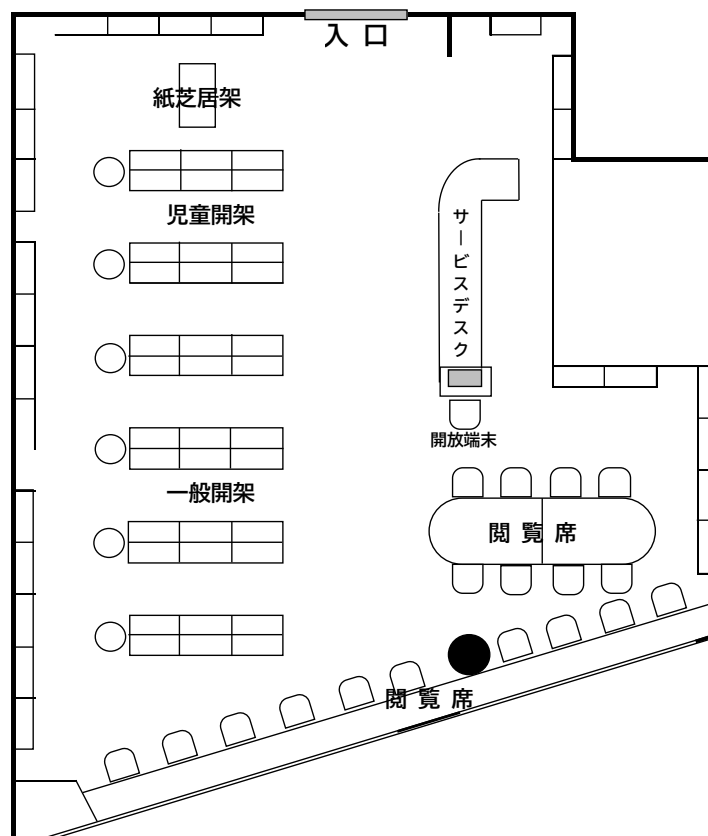 入口
紙芝居架
児童開架
サービスデスク
開放端末
一般開架
閲覧席
閲覧席